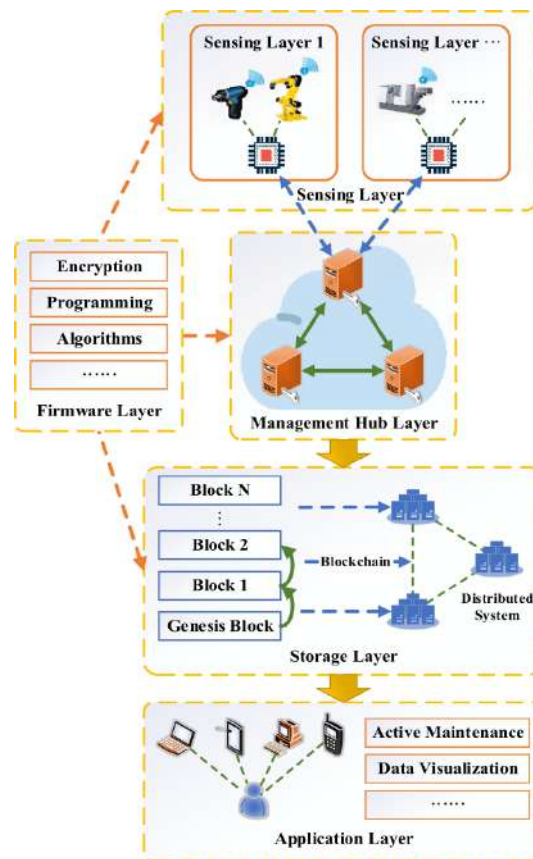 Sensing Layer 1
Sensing Layer ...
......
Sensing Layer
Encryption
Programming
Algorithms
......
Firmware Layer
Management Hub Layer
Block N
⋮
Block 2
Block 1
Genesis Block
Blockchain
Distributed
System
Storage Layer
Active Maintenance
Data Visualization
......
Application Layer